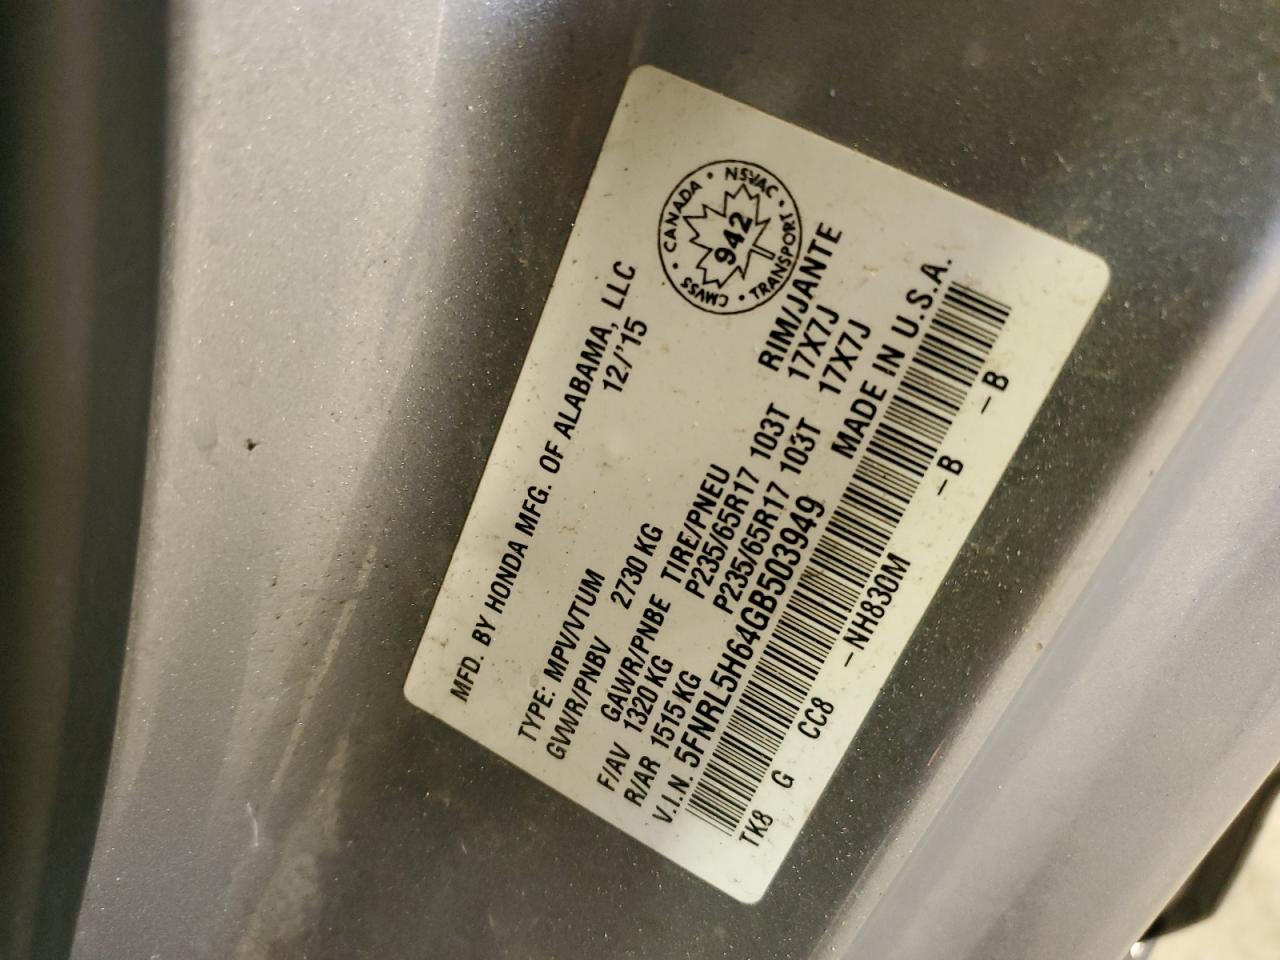 MFD. BY HONDA MFG. OF ALABAMA, LLC
12/'15
CANADA • NSVAC • TRANSPORT • CMVSS •
942
TYPE: MPV/VTUM
GVWR/PNBV 2730 KG
GAWR/PNBE TIRE/PNEU RIM/JANTE
F/AV 1320 KG P235/65R17 103T 17X7J
R/AR 1515 KG P235/65R17 103T 17X7J
V.I.N. 5FNRL5H64GB503949 MADE IN U.S.A.
TK8 G CC8 –NH830M –B –B